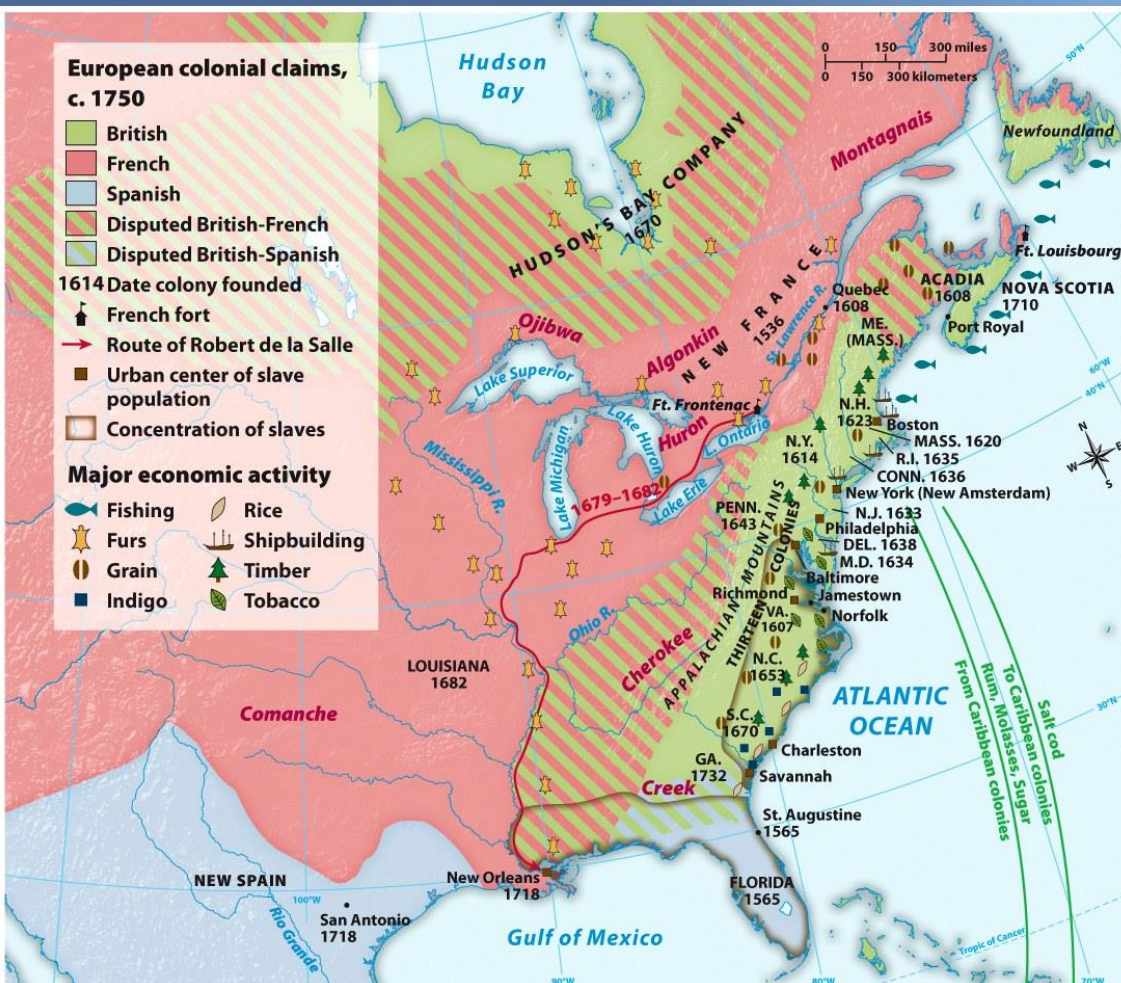 European colonial claims,
c. 1750
British
French
Spanish
Disputed British-French
Disputed British-Spanish
1614 Date colony founded
French fort
Route of Robert de la Salle
Urban center of slave
population
Concentration of slaves
Major economic activity
Fishing
Furs
Grain
Indigo
Rice
Shipbuilding
Timber
Tobacco
0 150 300 miles
0 150 300 kilometers
Hudson
Bay
50°N
Newfoundland
Montagnais
HUDSON'S BAY COMPANY
1670
Ft. Louisbourg
ACADIA
1608
NOVA SCOTIA
1710
Port Royal
Quebec
1608
St. Lawrence R.
NEW FRANCE
1536
ME.
(MASS.)
60°W
40°N
Ojibwa
Algonkin
Lake Superior
Ft. Frontenac
Huron
Lake Huron
L. Ontario
Lake Michigan
Lake Erie
Mississippi R.
1679–1682
N.H.
1623
Boston
MASS. 1620
R.I. 1635
CONN. 1636
N.Y.
1614
New York (New Amsterdam)
N.J. 1633
PENN.
1643
Philadelphia
DEL. 1638
M.D. 1634
Baltimore
Richmond
Jamestown
Norfolk
VA.
1607
APPALACHIAN MOUNTAINS
THIRTEEN COLONIES
Ohio R.
Cherokee
N.C.
1653
LOUISIANA
1682
Comanche
ATLANTIC
OCEAN
30°N
S.C.
1670
Charleston
GA.
1732
Savannah
Creek
St. Augustine
1565
Salt cod
To Caribbean colonies
Rum, Molasses, Sugar
From Caribbean colonies
NEW SPAIN
100°W
San Antonio
1718
Rio Grande
New Orleans
1718
FLORIDA
1565
Gulf of Mexico
Tropic of Cancer
90°W
80°W
70°W
N
W
E
S